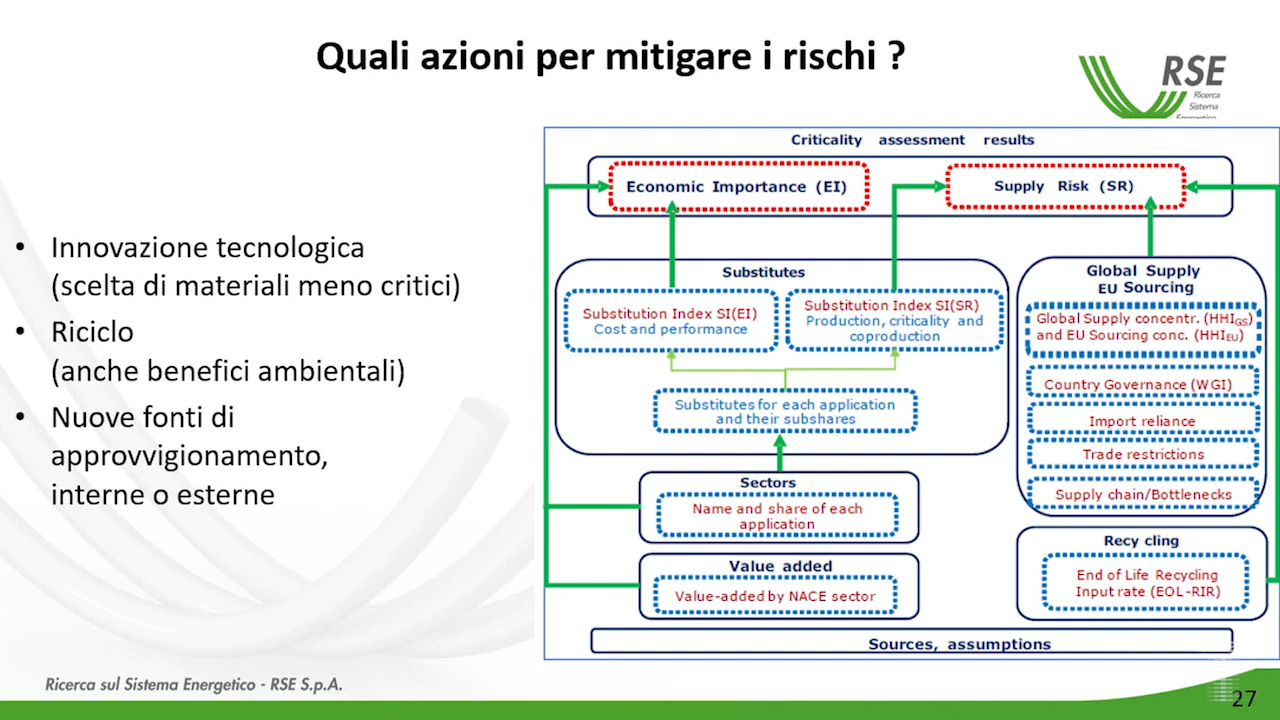 Quali azioni per mitigare i rischi ?
RSE
Ricerca
Sistema
Energetico
• Innovazione tecnologica
(scelta di materiali meno critici)
• Riciclo
(anche benefici ambientali)
• Nuove fonti di
approvvigionamento,
interne o esterne
Criticality assessment results
Economic Importance (EI)
Supply Risk (SR)
Substitutes
Substitution Index SI(EI)
Cost and performance
Substitution Index SI(SR)
Production, criticality and
coproduction
Substitutes for each application
and their subshares
Sectors
Name and share of each
application
Value added
Value-added by NACE sector
Global Supply
EU Sourcing
Global Supply concentr. (HHIGS)
and EU Sourcing conc. (HHIEU)
Country Governance (WGI)
Import reliance
Trade restrictions
Supply chain/Bottlenecks
Recy cling
End of Life Recycling
Input rate (EOL-RIR)
Sources, assumptions
Ricerca sul Sistema Energetico - RSE S.p.A.
27